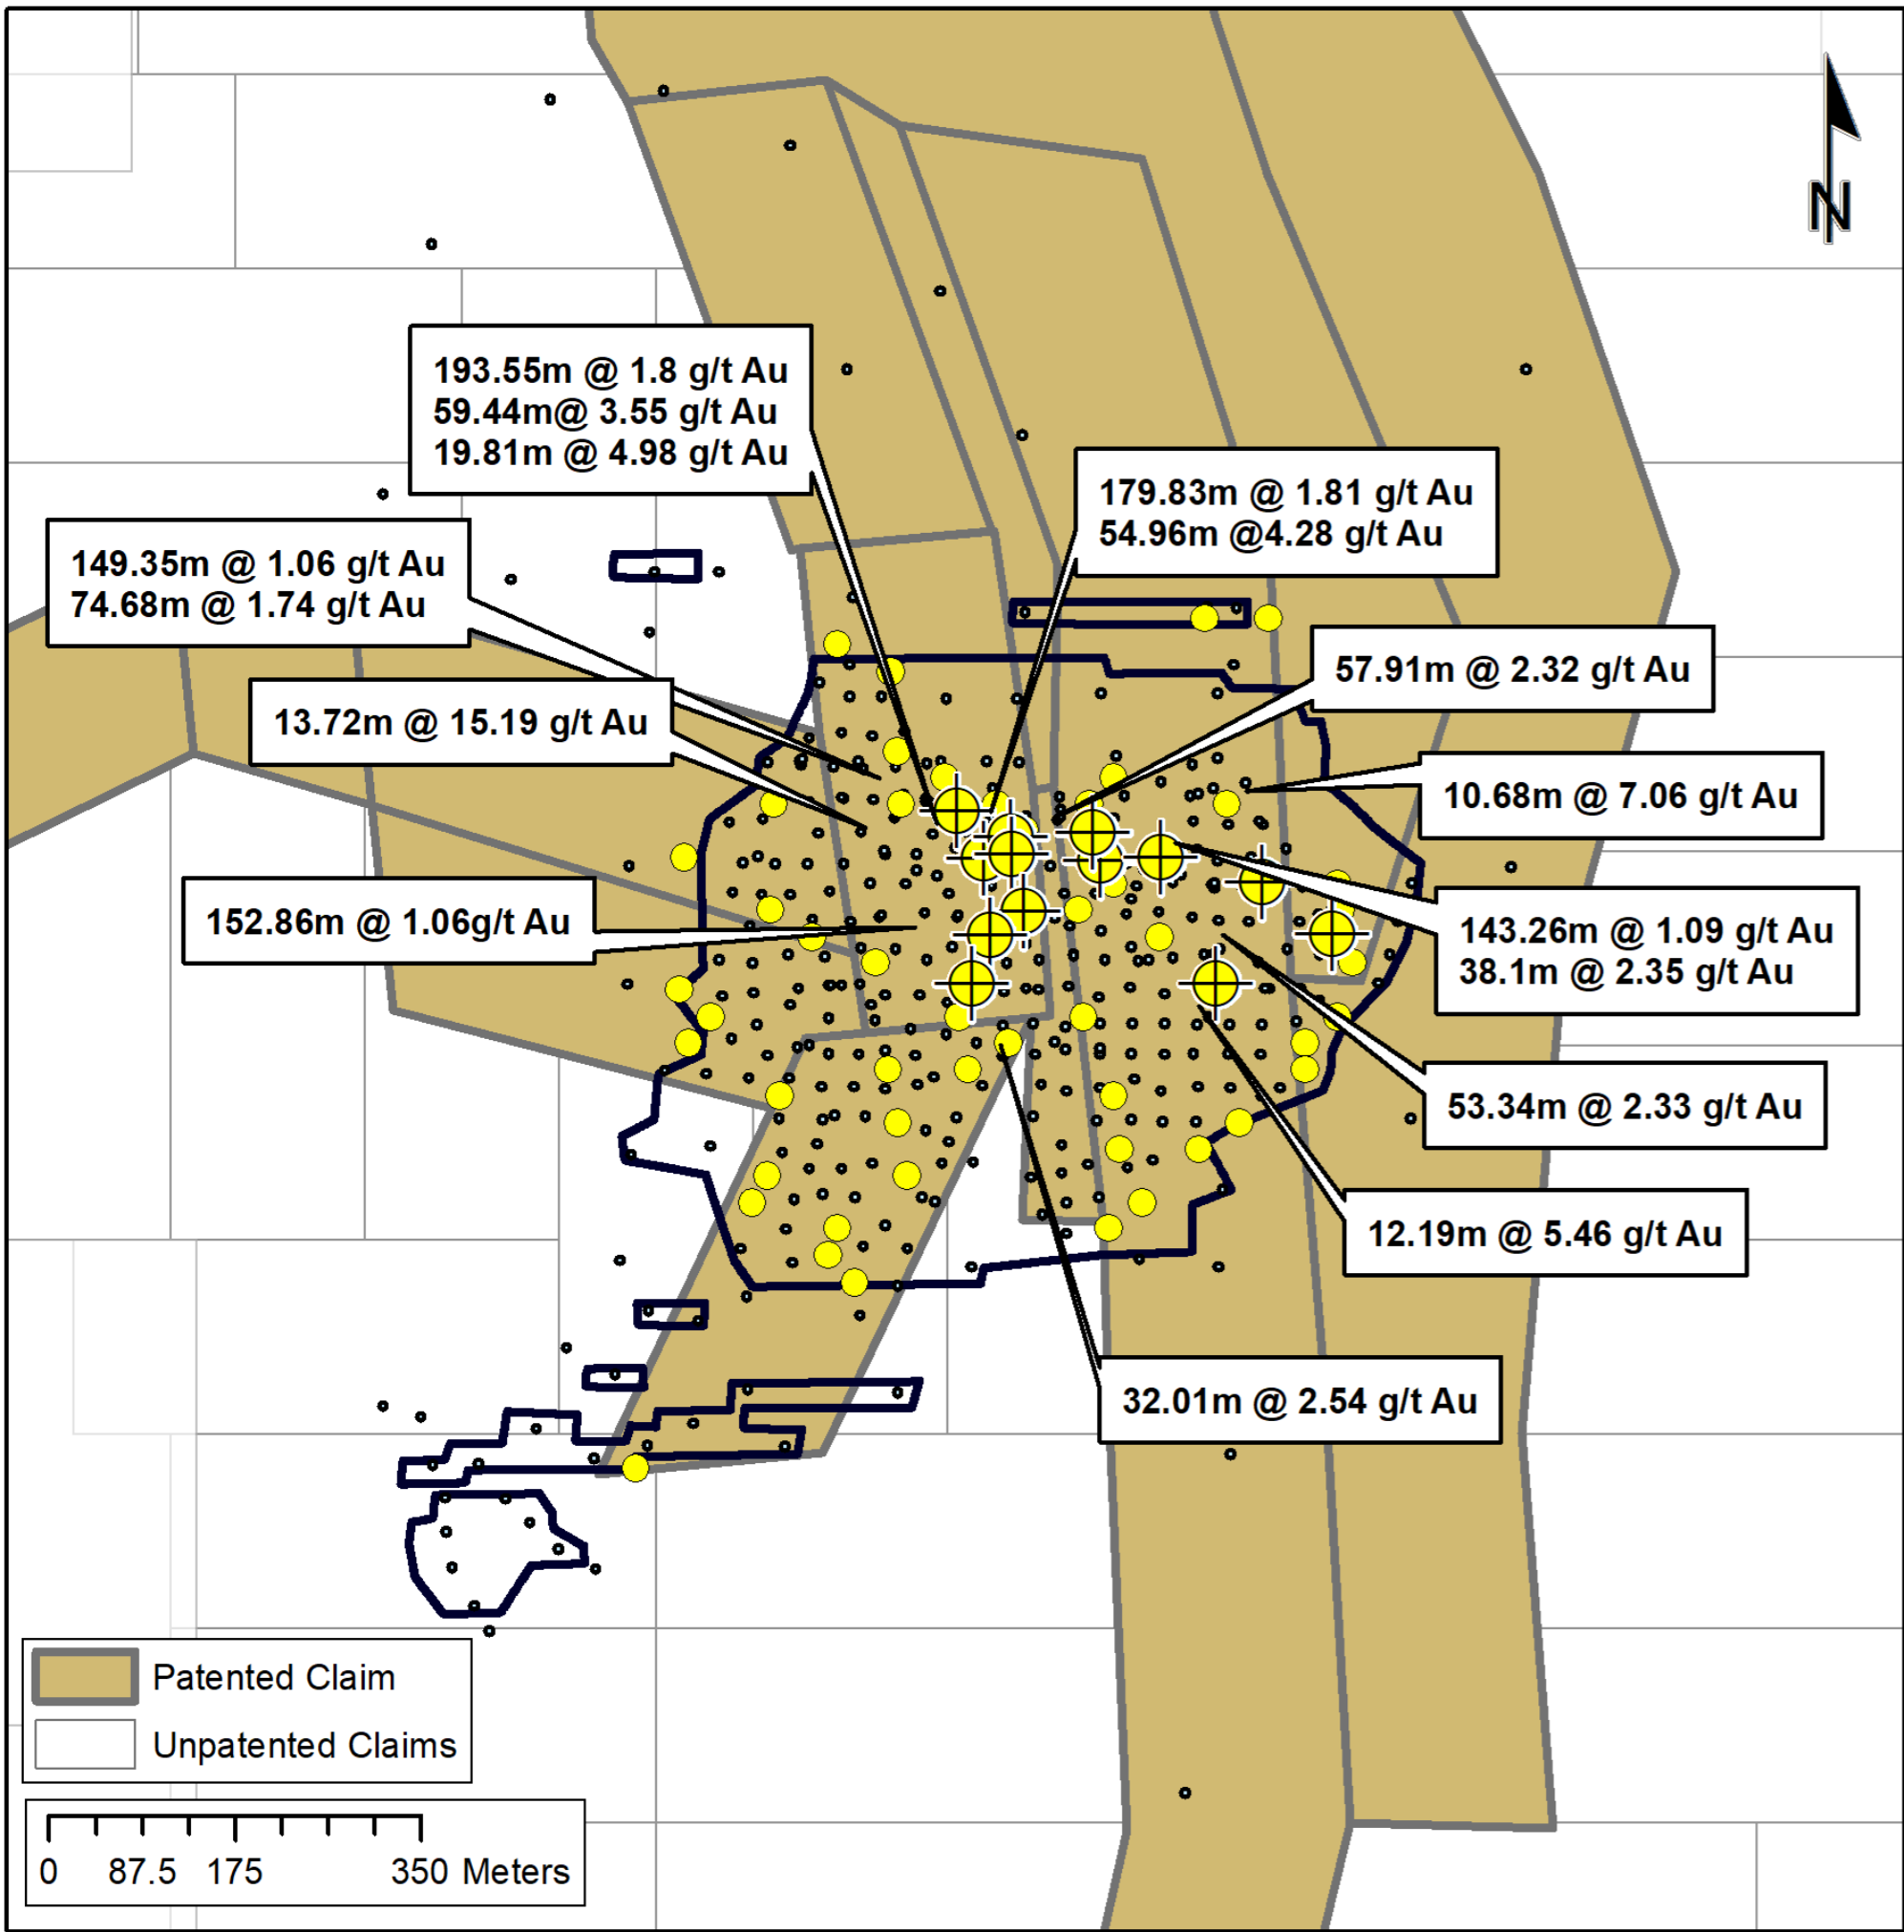 N
193.55m @ 1.8 g/t Au
59.44m@ 3.55 g/t Au
19.81m @ 4.98 g/t Au
179.83m @ 1.81 g/t Au
54.96m @4.28 g/t Au
149.35m @ 1.06 g/t Au
74.68m @ 1.74 g/t Au
57.91m @ 2.32 g/t Au
13.72m @ 15.19 g/t Au
10.68m @ 7.06 g/t Au
152.86m @ 1.06g/t Au
143.26m @ 1.09 g/t Au
38.1m @ 2.35 g/t Au
53.34m @ 2.33 g/t Au
12.19m @ 5.46 g/t Au
32.01m @ 2.54 g/t Au
Patented Claim
Unpatented Claims
0 87.5 175 350 Meters